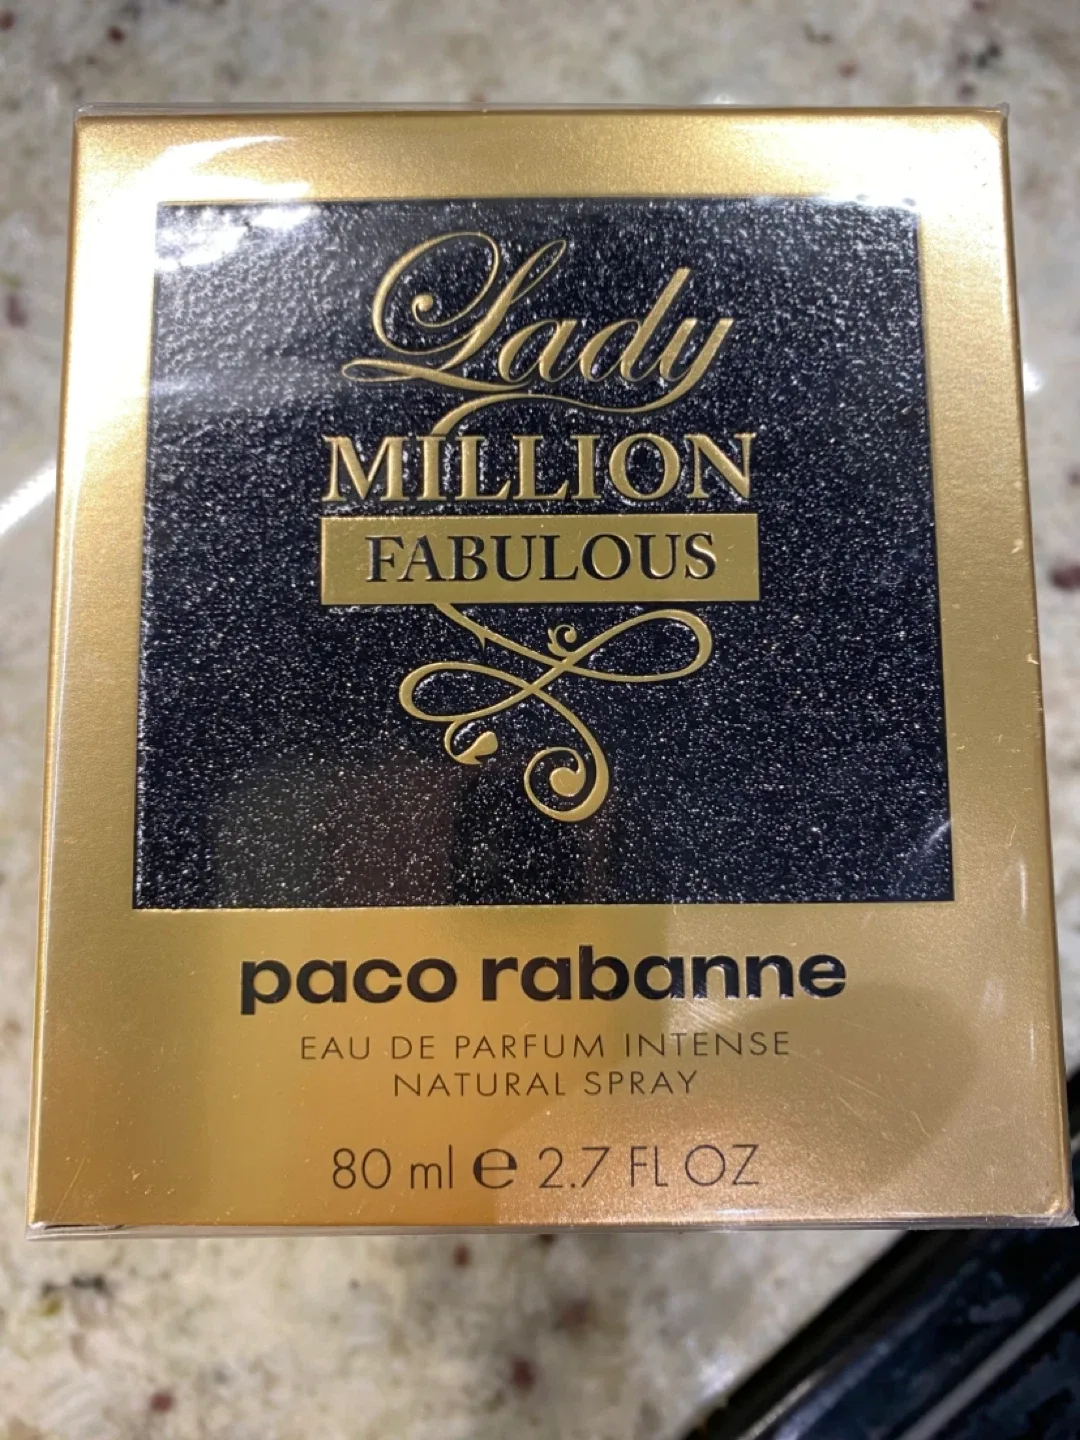 Lady
MILLION
FABULOUS
paco rabanne
EAU DE PARFUM INTENSE
NATURAL SPRAY
80 ml ℮ 2.7 FL OZ